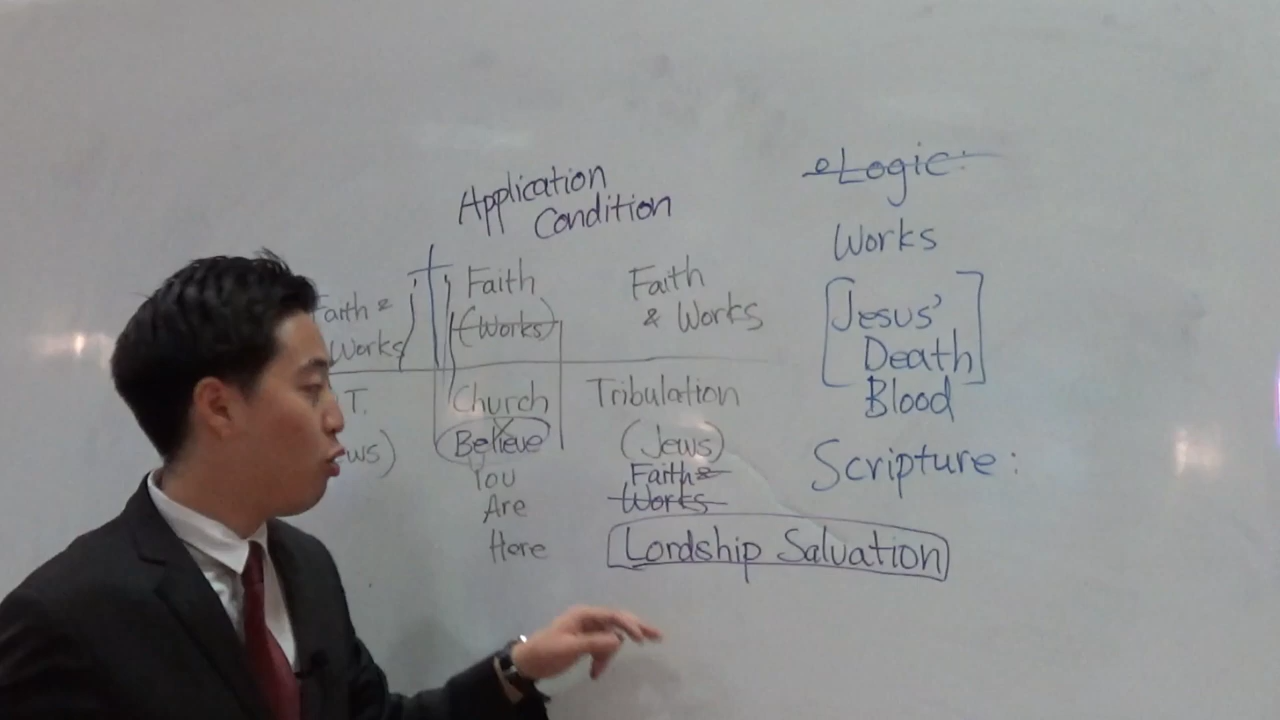 Application
Condition
Faith &
Works
Faith
(Works)
Faith
& Works
T.
Church
Believe
You
Are
Here
Tribulation
(Jews)
Faith &
Works
Lordship Salvation
Logic:
Works
Jesus'
Death
Blood
Scripture: